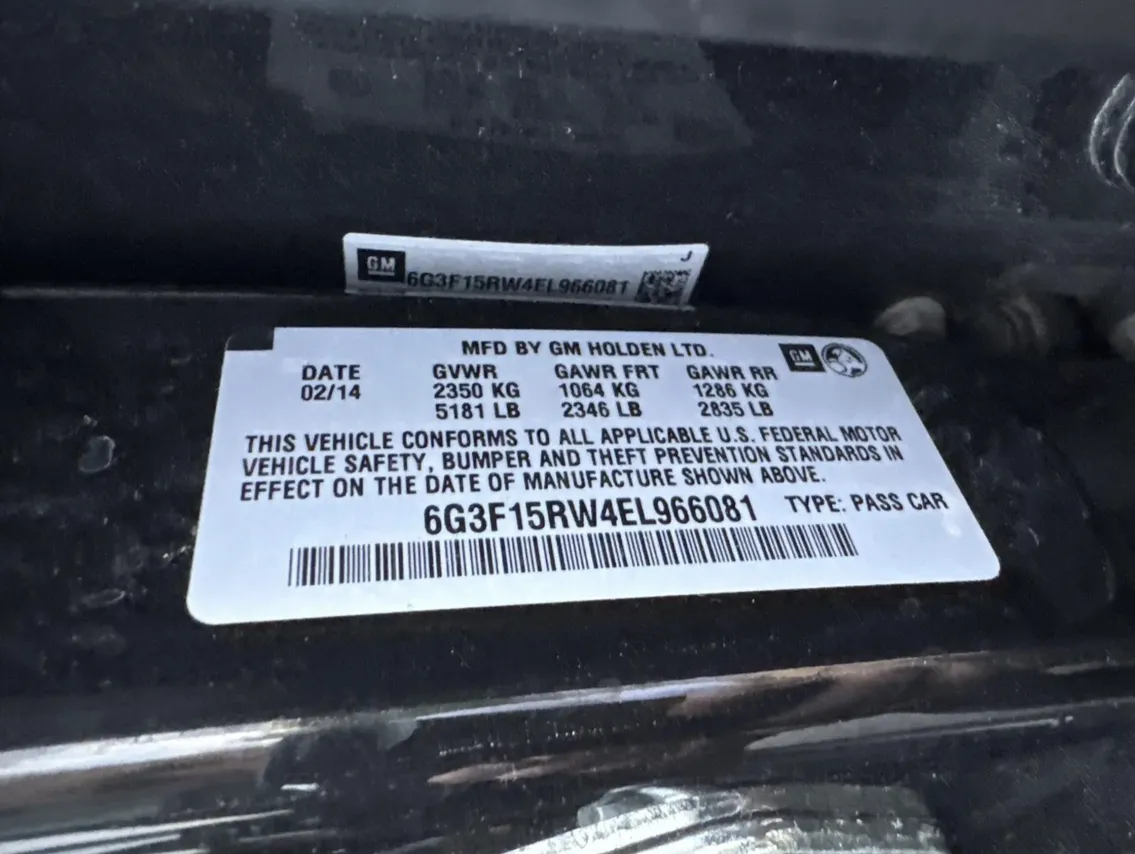 J
GM
6G3F15RW4EL966081
MFD BY GM HOLDEN LTD.
GM
DATE GVWR GAWR FRT GAWR RR
02/14 2350 KG 1064 KG 1286 KG
5181 LB 2346 LB 2835 LB
THIS VEHICLE CONFORMS TO ALL APPLICABLE U.S. FEDERAL MOTOR
VEHICLE SAFETY, BUMPER AND THEFT PREVENTION STANDARDS IN
EFFECT ON THE DATE OF MANUFACTURE SHOWN ABOVE.
6G3F15RW4EL966081 TYPE: PASS CAR